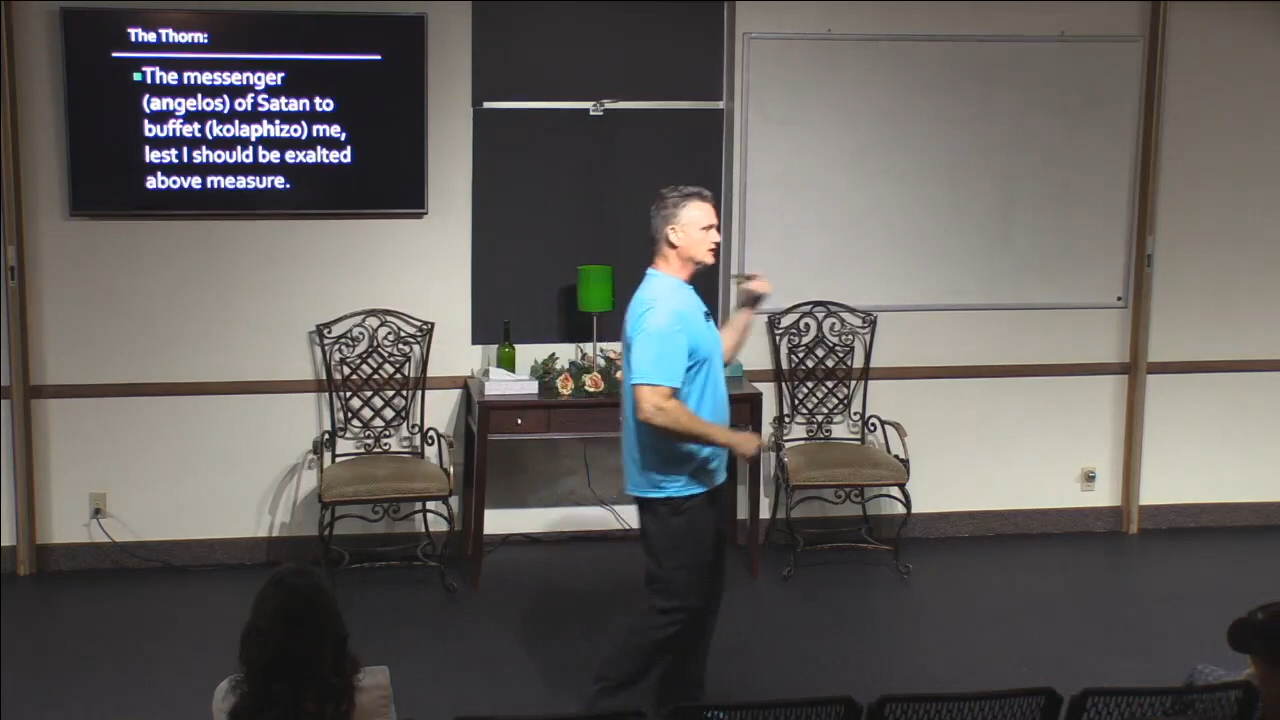 The Thorn:
The messenger
(angelos) of Satan to
buffet (kolaphizo) me,
lest I should be exalted
above measure.